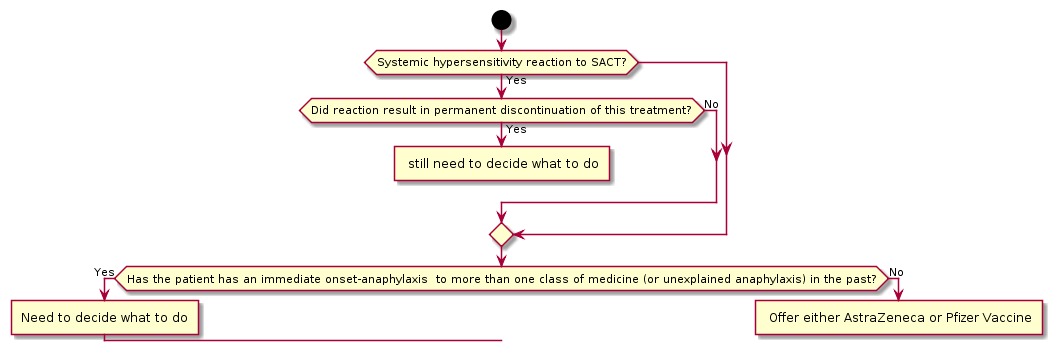 Systemic hypersensitivity reaction to SACT?
Yes
Did reaction result in permanent discontinuation of this treatment?
No
Yes
still need to decide what to do
Has the patient has an immediate onset-anaphylaxis  to more than one class of medicine (or unexplained anaphylaxis) in the past?
Yes
No
Need to decide what to do
Offer either AstraZeneca or Pfizer Vaccine